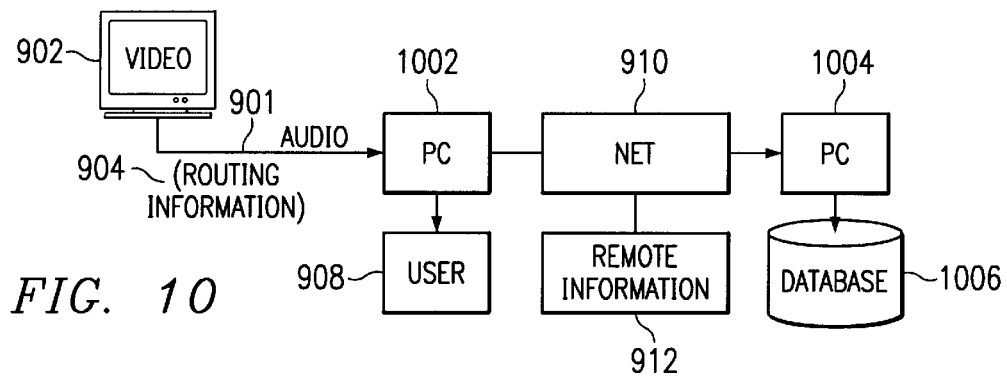 902
VIDEO
901
AUDIO
904
(ROUTING
INFORMATION)
1002
PC
910
NET
1004
PC
908
USER
REMOTE
INFORMATION
912
DATABASE
1006
FIG. 10